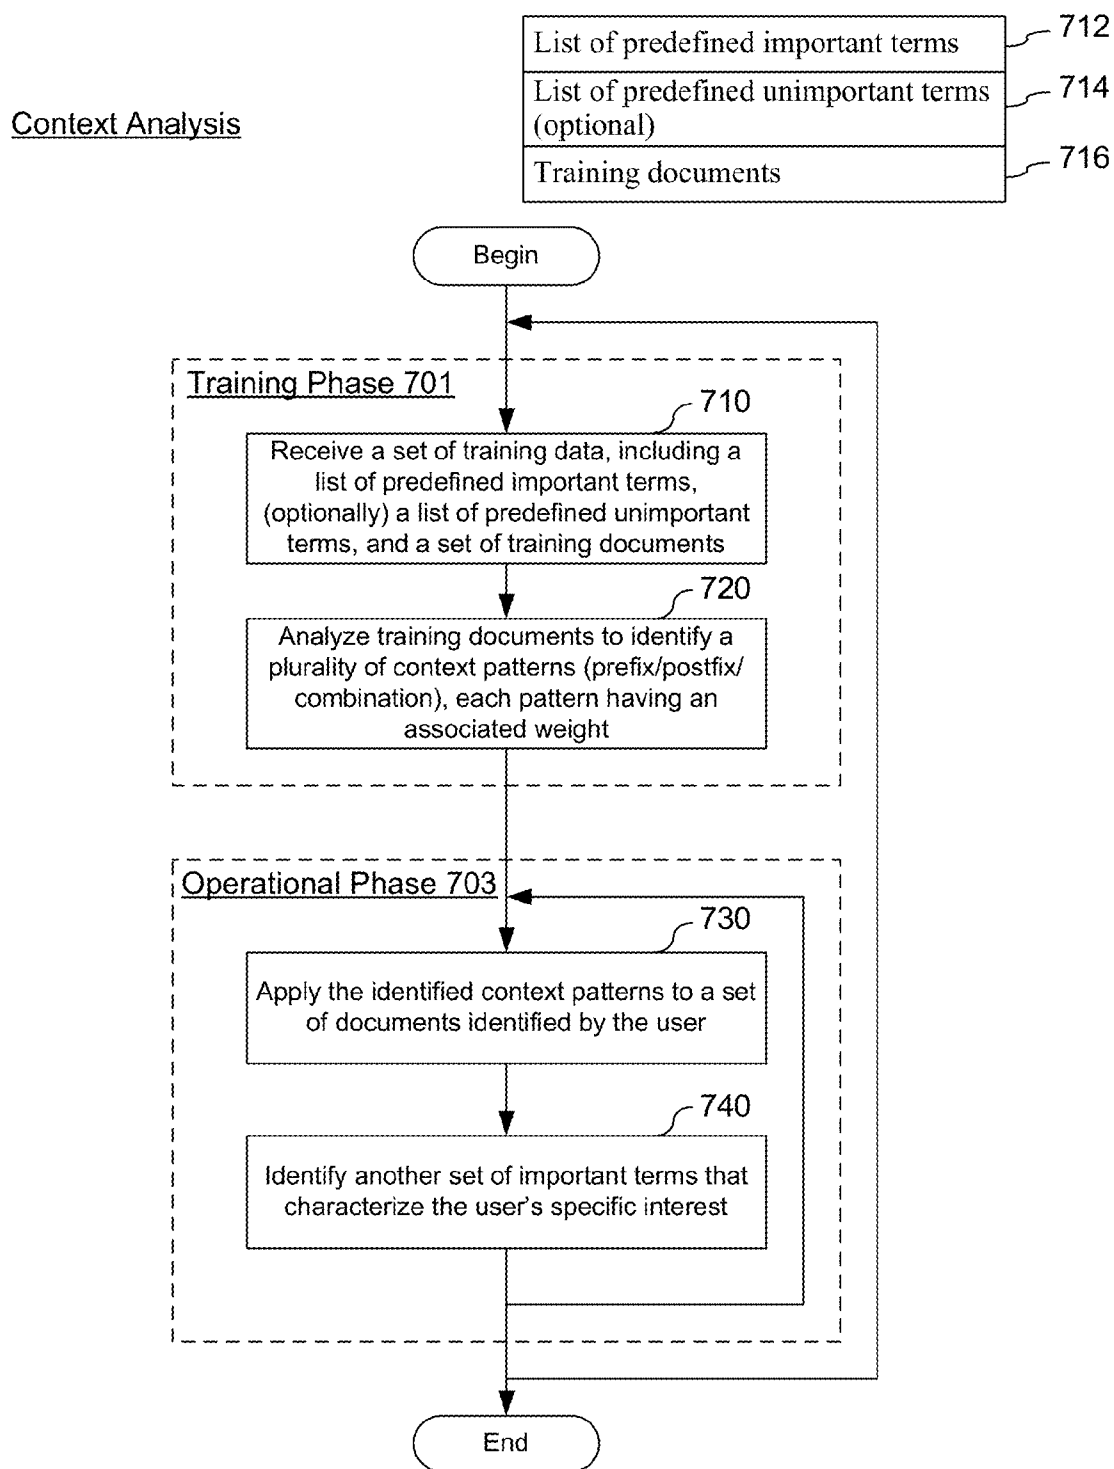 List of predefined important terms
712
List of predefined unimportant terms
(optional)
714
Context Analysis
Training documents
716
Begin
Training Phase 701
710
Receive a set of training data, including a
list of predefined important terms,
(optionally) a list of predefined unimportant
terms, and a set of training documents
720
Analyze training documents to identify a
plurality of context patterns (prefix/postfix/
combination), each pattern having an
associated weight
Operational Phase 703
730
Apply the identified context patterns to a set
of documents identified by the user
740
Identify another set of important terms that
characterize the user's specific interest
End